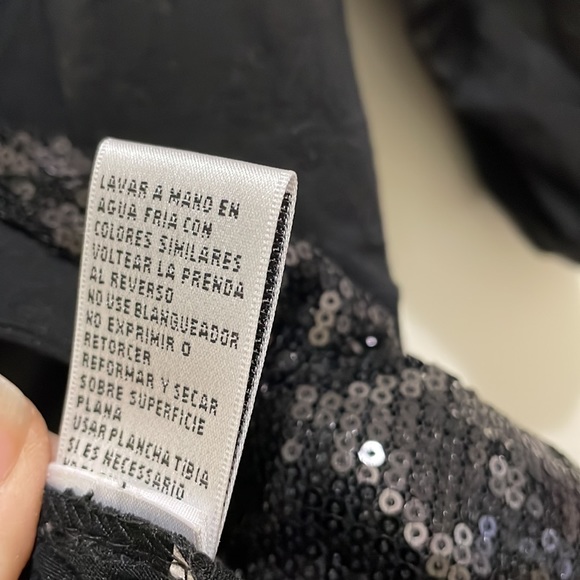 LAVAR A MANO EN
AGUA FRIA CON
COLORES SIMILARES
VOLTEAR LA PRENDA
AL REVERSO
NO USE BLANQUEADOR
NO EXPRIMIR O
RETORCER
REFORMAR Y SECAR
SOBRE SUPERFICIE
PLANA
USAR PLANCHA TIBIA
SI ES NECESSARIO